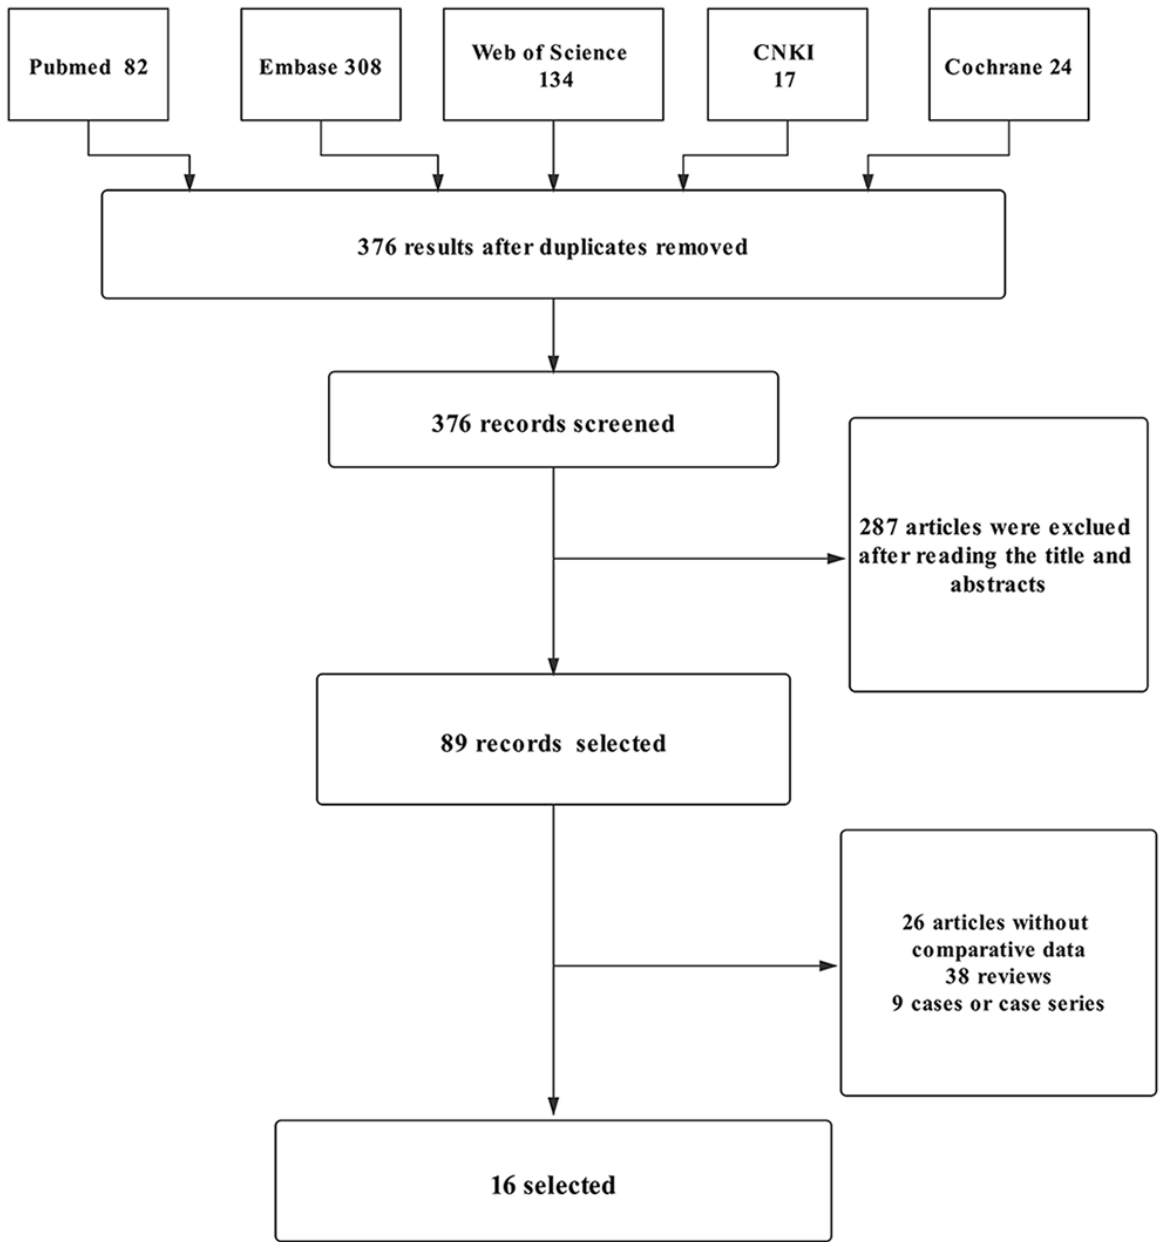 Pubmed 82
Embase 308
Web of Science
134
CNKI
17
Cochrane 24
376 results after duplicates removed
376 records screened
287 articles were exclued
after reading the title and
abstracts
89 records selected
26 articles without
comparative data
38 reviews
9 cases or case series
16 selected